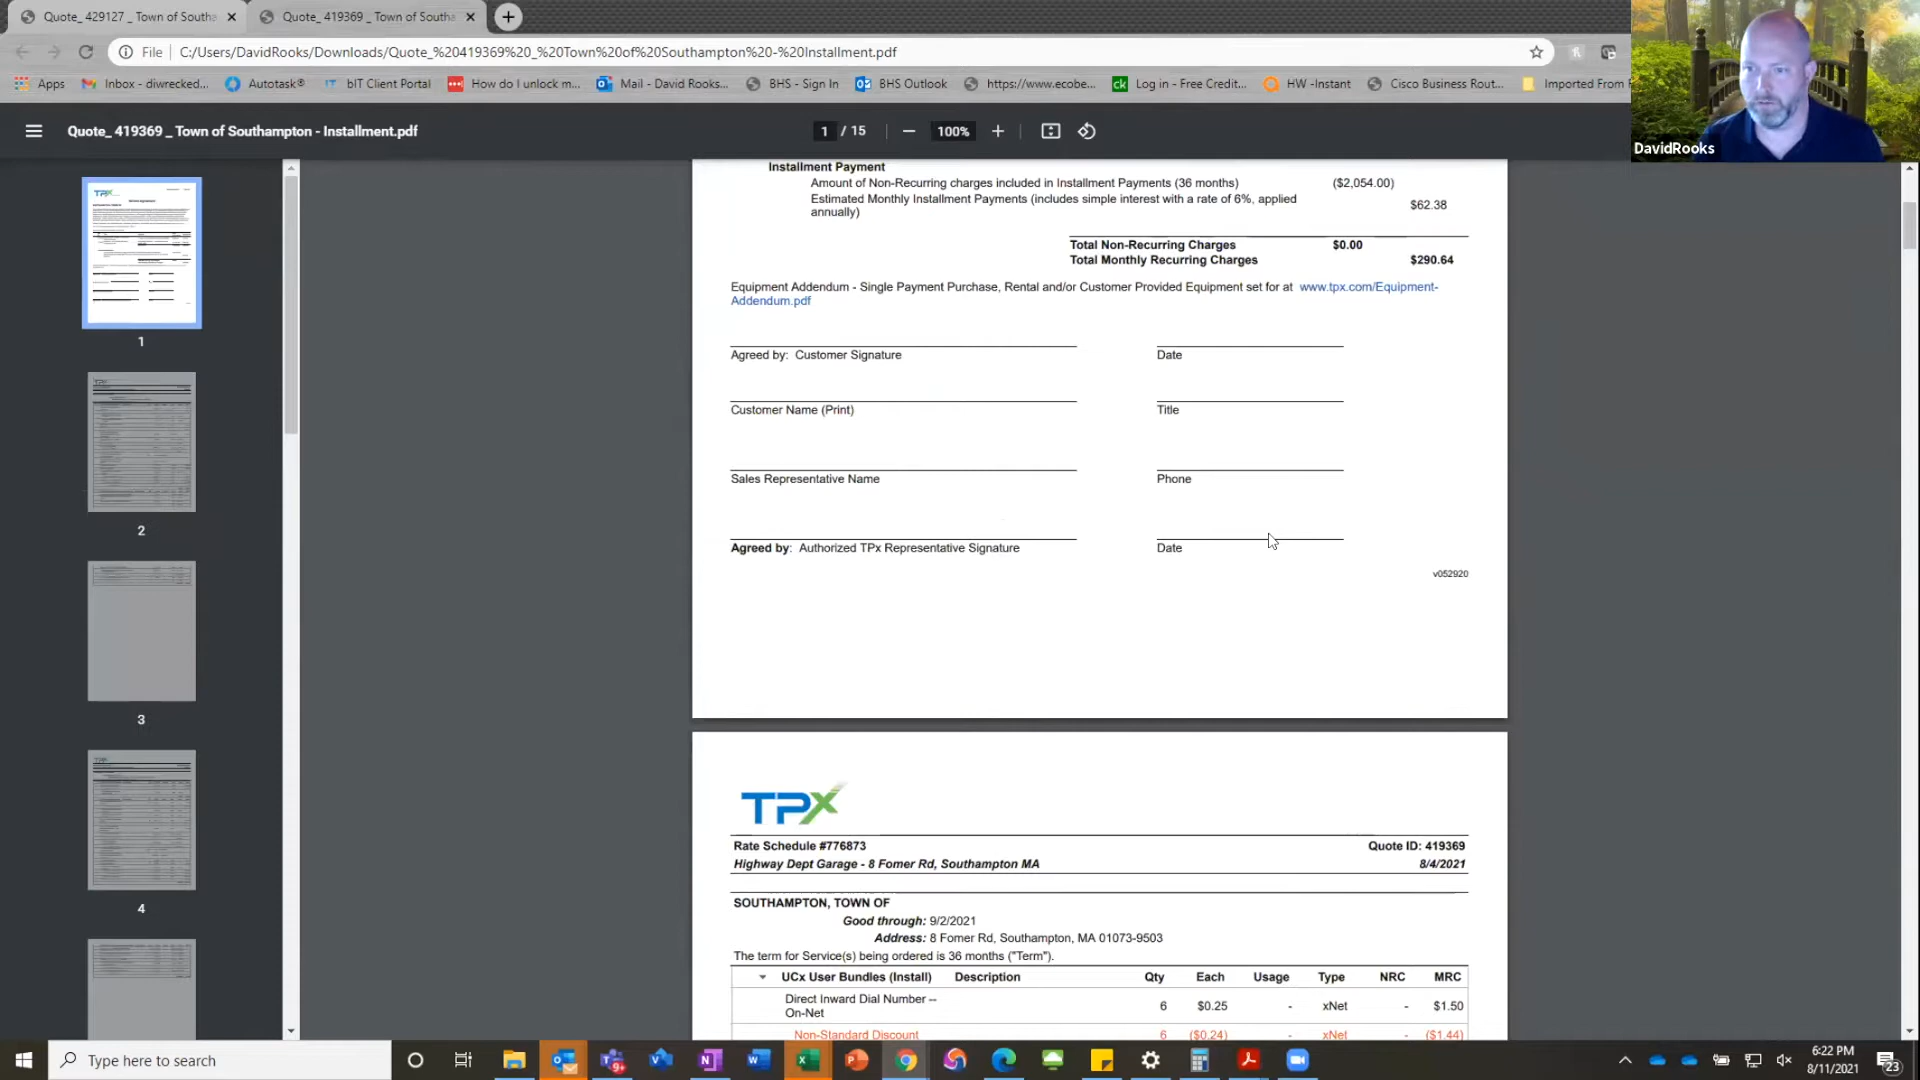 Quote_ 429127 _ Town of Southa
Quote_ 419369 _ Town of Southa
File
C:/Users/DavidRooks/Downloads/Quote_%20419369%20_%20Town%20of%20Southampton%20-%20Installment.pdf
Apps
Inbox - diwrecked...
Autotask®
bIT Client Portal
How do I unlock m...
Mail - David Rooks...
BHS - Sign In
BHS Outlook
https://www.ecobe...
Log in - Free Credit...
HW -Instant
Cisco Business Rout...
Imported From
DavidRooks
Quote_ 419369 _ Town of Southampton - Installment.pdf
1 / 15
100%
1
2
3
4
Installment Payment
Amount of Non-Recurring charges included in Installment Payments (36 months) ($2,054.00)
Estimated Monthly Installment Payments (includes simple interest with a rate of 6%, applied
annually) $62.38
Total Non-Recurring Charges $0.00
Total Monthly Recurring Charges $290.64
Equipment Addendum - Single Payment Purchase, Rental and/or Customer Provided Equipment set for at www.tpx.com/Equipment-
Addendum.pdf
Agreed by: Customer Signature Date
Customer Name (Print) Title
Sales Representative Name Phone
Agreed by: Authorized TPx Representative Signature Date
v052920
TPx
Rate Schedule #776873 Quote ID: 419369
Highway Dept Garage - 8 Fomer Rd, Southampton MA 8/4/2021
SOUTHAMPTON, TOWN OF
Good through: 9/2/2021
Address: 8 Fomer Rd, Southampton, MA 01073-9503
The term for Service(s) being ordered is 36 months ("Term").
UCx User Bundles (Install) Description Qty Each Usage Type NRC MRC
Direct Inward Dial Number --
On-Net 6 $0.25 - xNet - $1.50
Non-Standard Discount 6 ($0.24) - xNet - ($1.44)
Type here to search
6:22 PM
8/11/2021
23